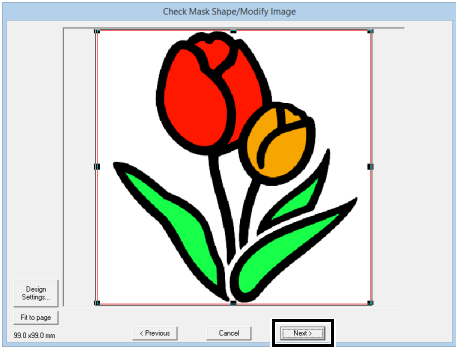 Check Mask Shape/Modify Image
Design
Settings...
Fit to page
99.0 x99.0 mm
< Previous
Cancel
Next >